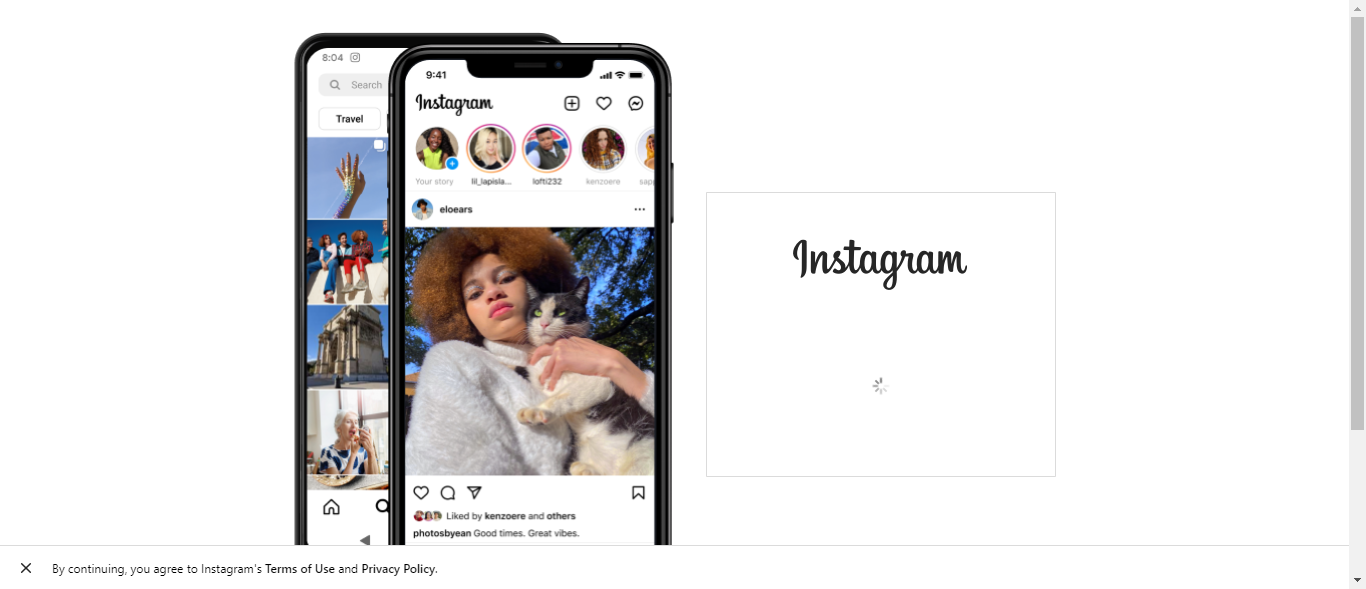 8:04
Search
Travel
9:41
Instagram
Your story
lil_lapisla...
lofti232
kenzoere
sapp
eloears
Liked by kenzoere and others
photosbyean Good times. Great vibes.
Instagram
By continuing, you agree to Instagram's Terms of Use and Privacy Policy.